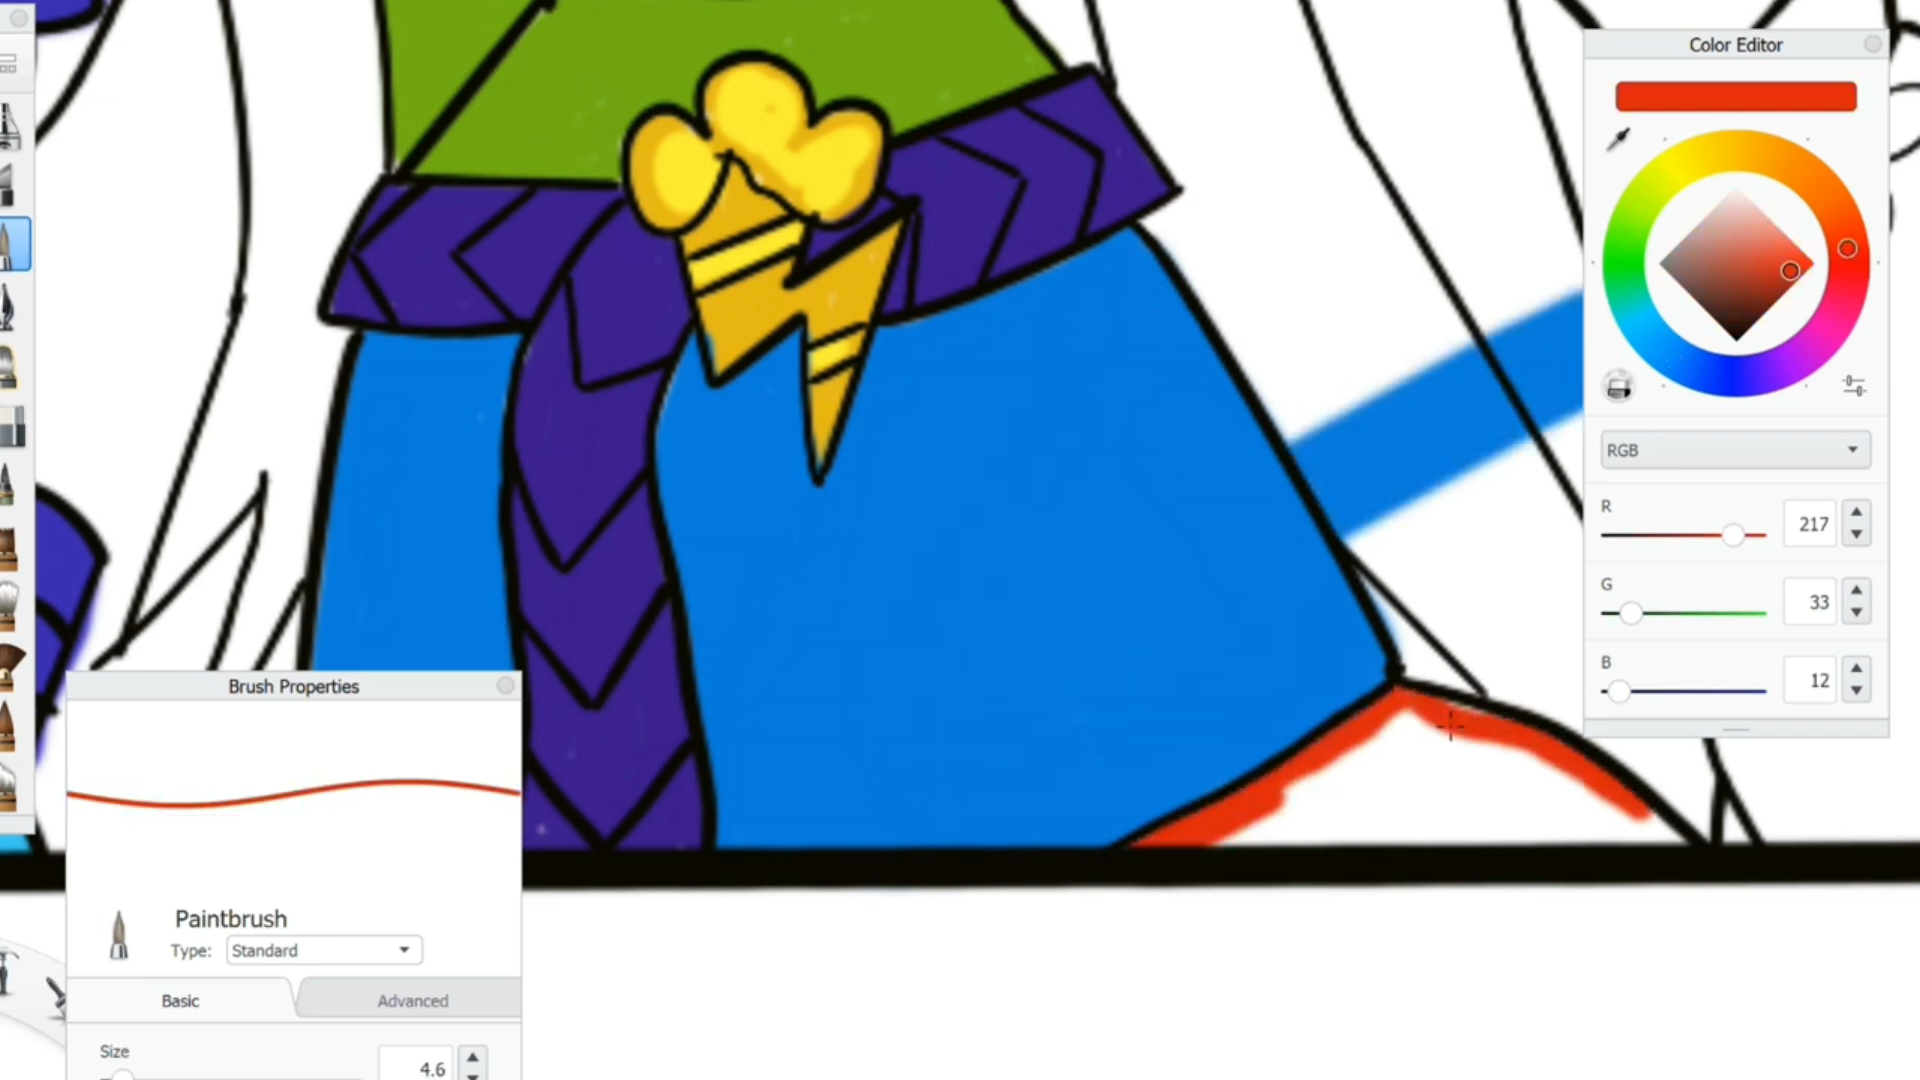 Color Editor
RGB
R
217
G
33
B
12
Brush Properties
Paintbrush
Type: Standard
Basic Advanced
Size
4.6